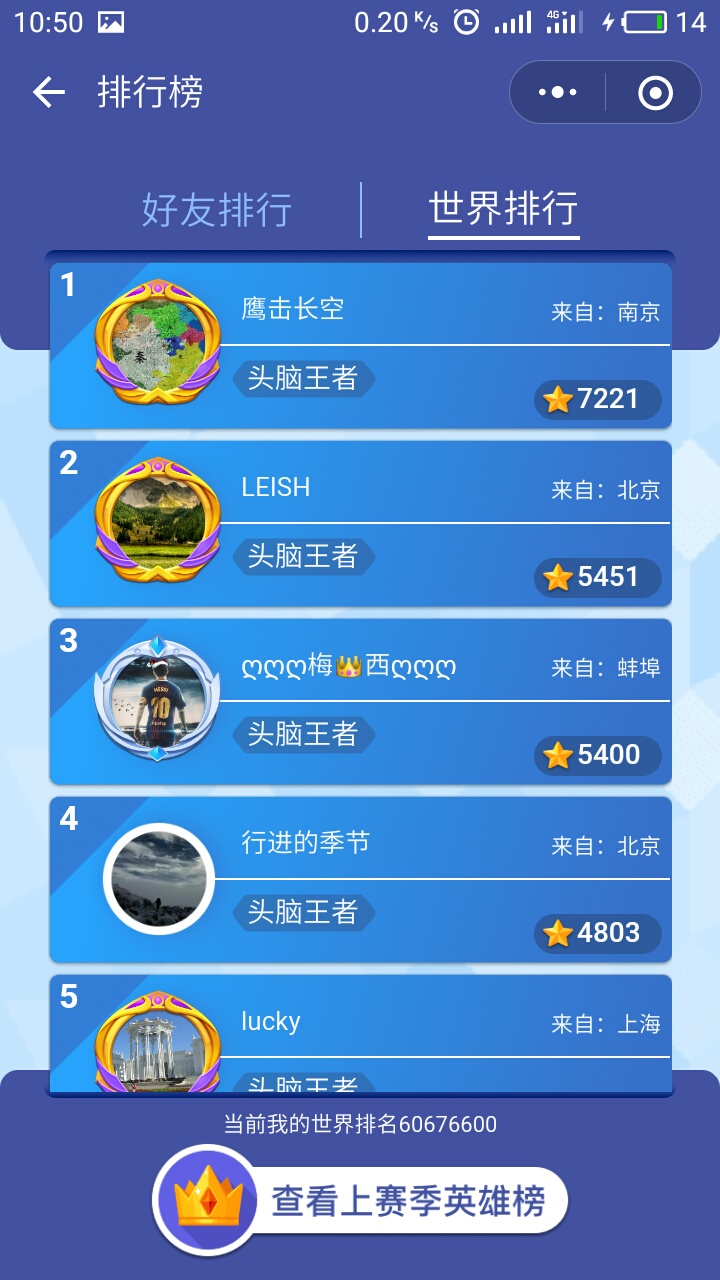 10:50 0.20 K/s 4G 14
排行榜
好友排行 世界排行
1 鹰击长空 来自：南京
头脑王者 7221
2 LEISH 来自：北京
头脑王者 5451
3 ღღღ梅👑西ღღღ 来自：蚌埠
头脑王者 5400
4 行进的季节 来自：北京
头脑王者 4803
5 lucky 来自：上海
头脑王者
当前我的世界排名60676600
查看上赛季英雄榜